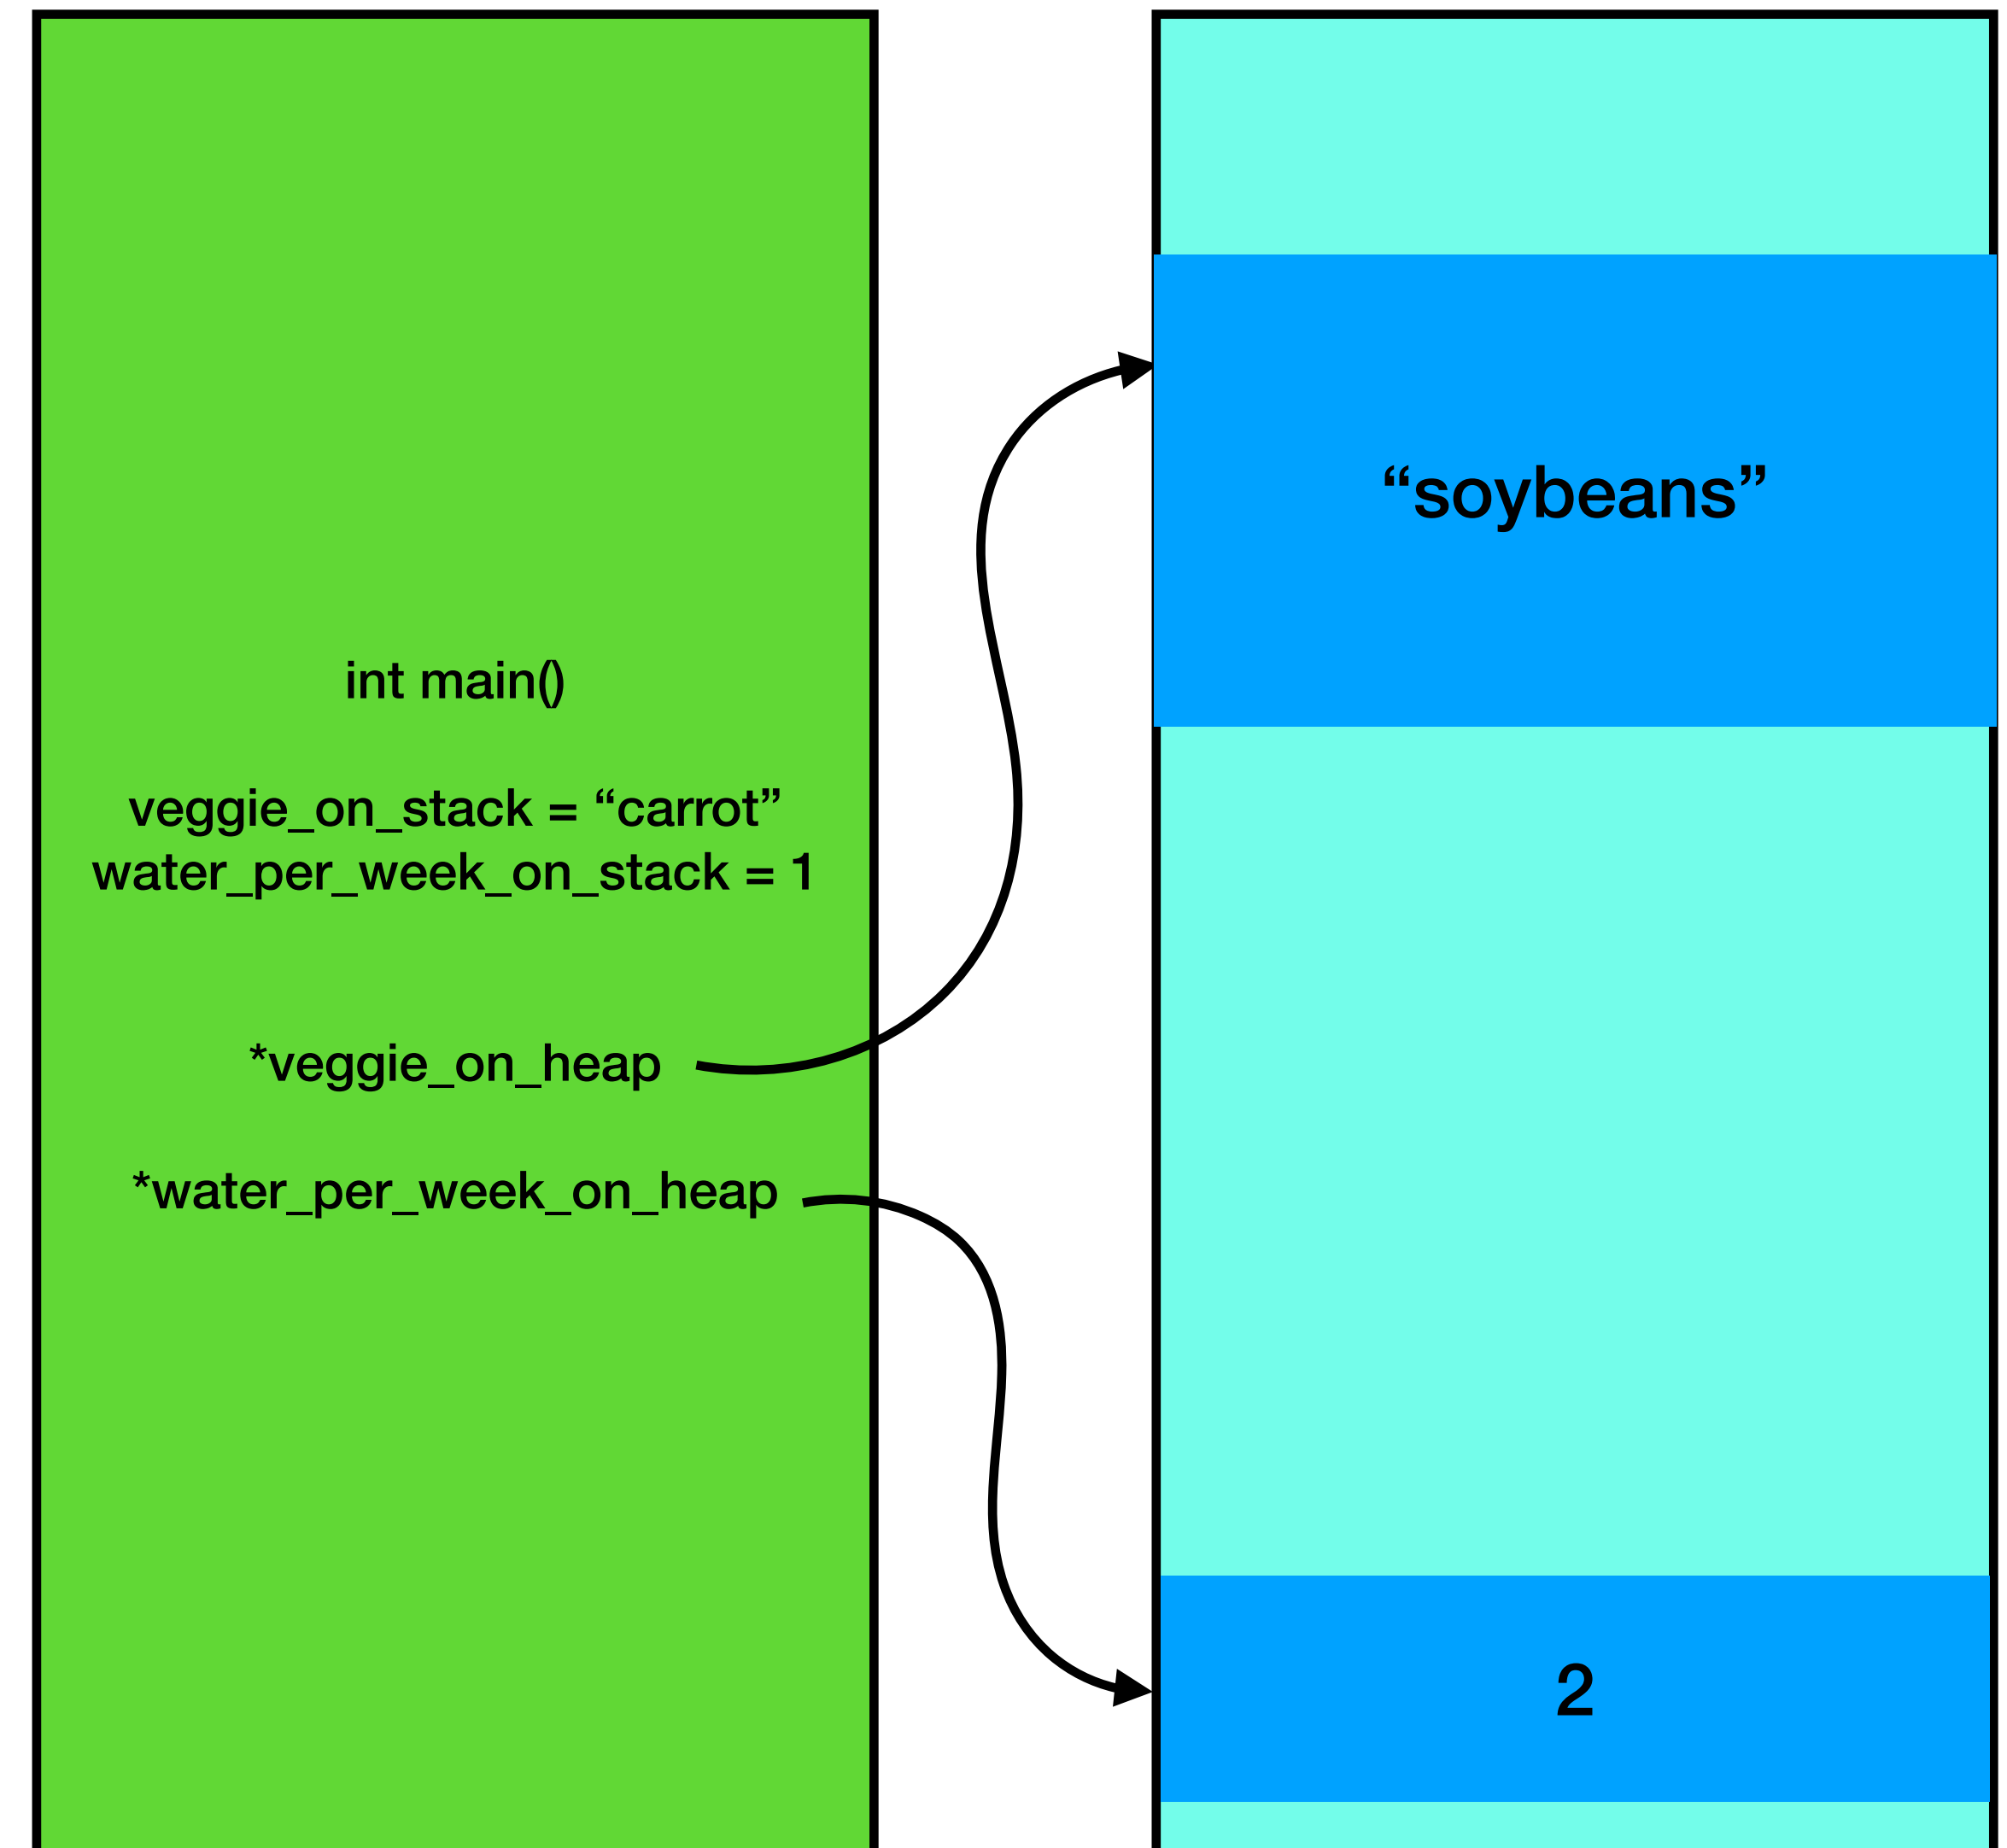 int main()
veggie_on_stack = “carrot”
water_per_week_on_stack = 1
*veggie_on_heap
*water_per_week_on_heap
“soybeans”
2